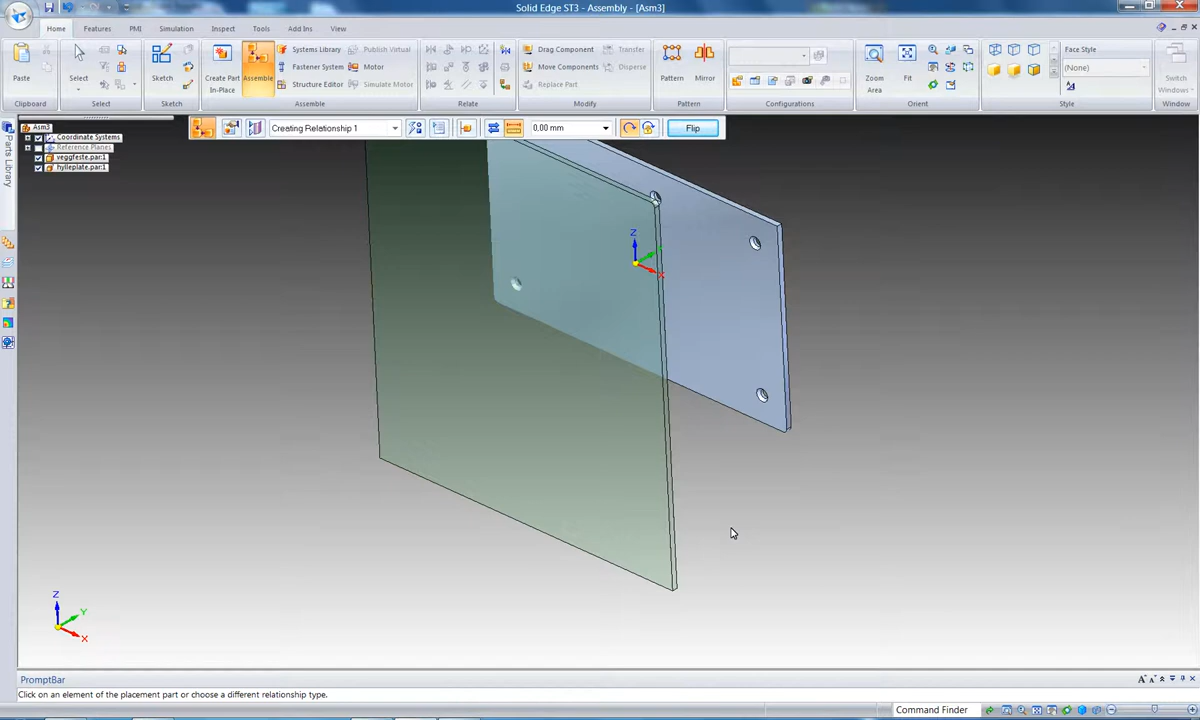 Solid Edge ST3 - Assembly - [Asm3]
Home Features PMI Simulation Inspect Tools Add Ins View
Paste
Select
Sketch
Create Part In-Place
Assemble
Systems Library
Fastener System
Structure Editor
Publish Virtual
Motor
Simulate Motor
Drag Component
Move Components
Replace Part
Transfer
Disperse
Pattern
Mirror
Zoom Area
Fit
Face Style
(None)
Switch Windows
Clipboard Select Sketch Assemble Relate Modify Pattern Configurations Orient Style Window
Creating Relationship 1
0.00 mm
Flip
Parts Library
Asm3
Coordinate Systems
Reference Planes
veggfeste.par:1
hylleplate.par:1
Z
X
Z
Y
X
PromptBar
Click on an element of the placement part or choose a different relationship type.
Command Finder